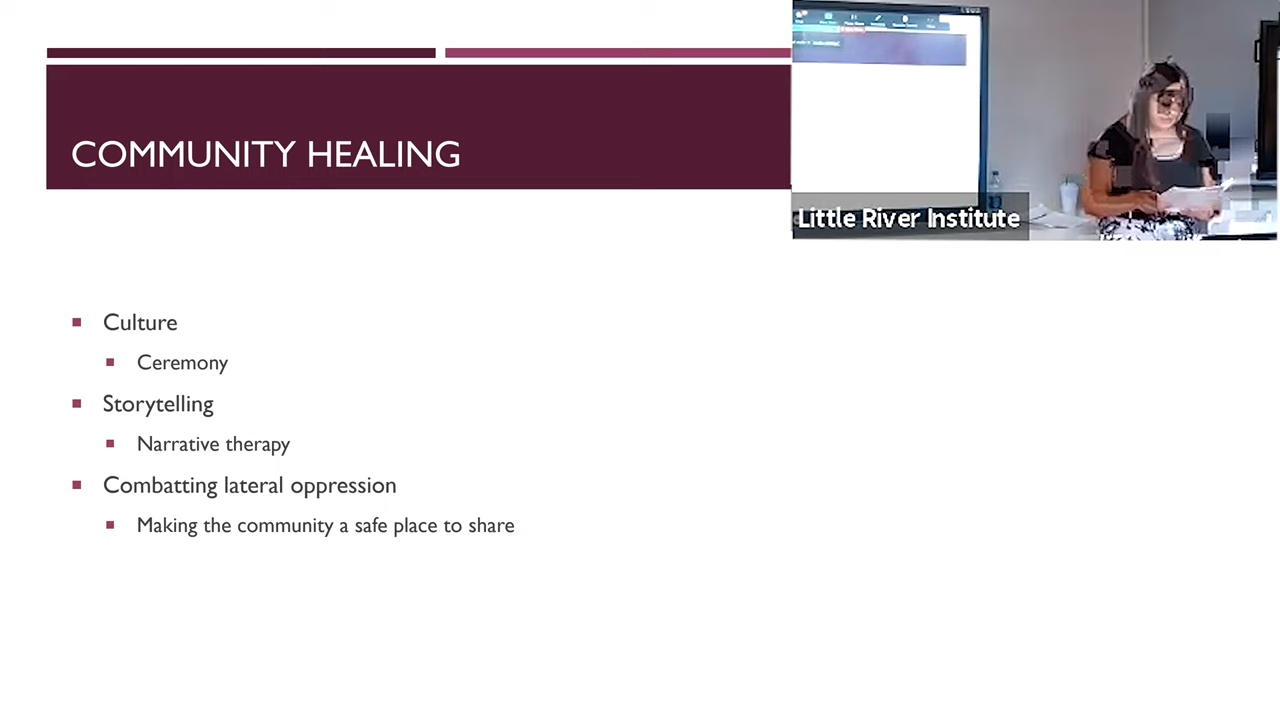 COMMUNITY HEALING
Little River Institute
Culture
Ceremony
Storytelling
Narrative therapy
Combatting lateral oppression
Making the community a safe place to share